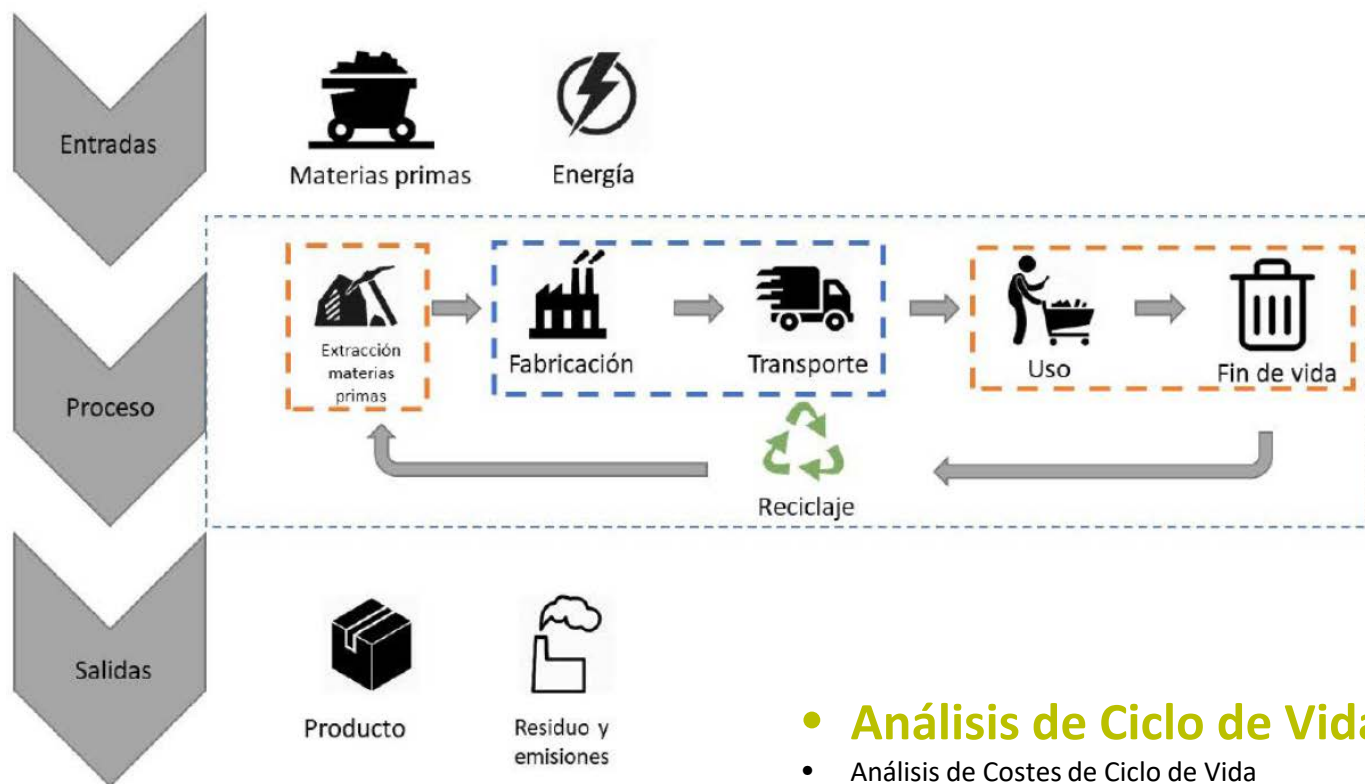 Entradas
Materias primas
Energía
Proceso
Extracción
materias
primas
Fabricación
Transporte
Uso
Fin de vida
Reciclaje
Salidas
Producto
Residuo y
emisiones
• Análisis de Ciclo de Vida
• Análisis de Costes de Ciclo de Vida